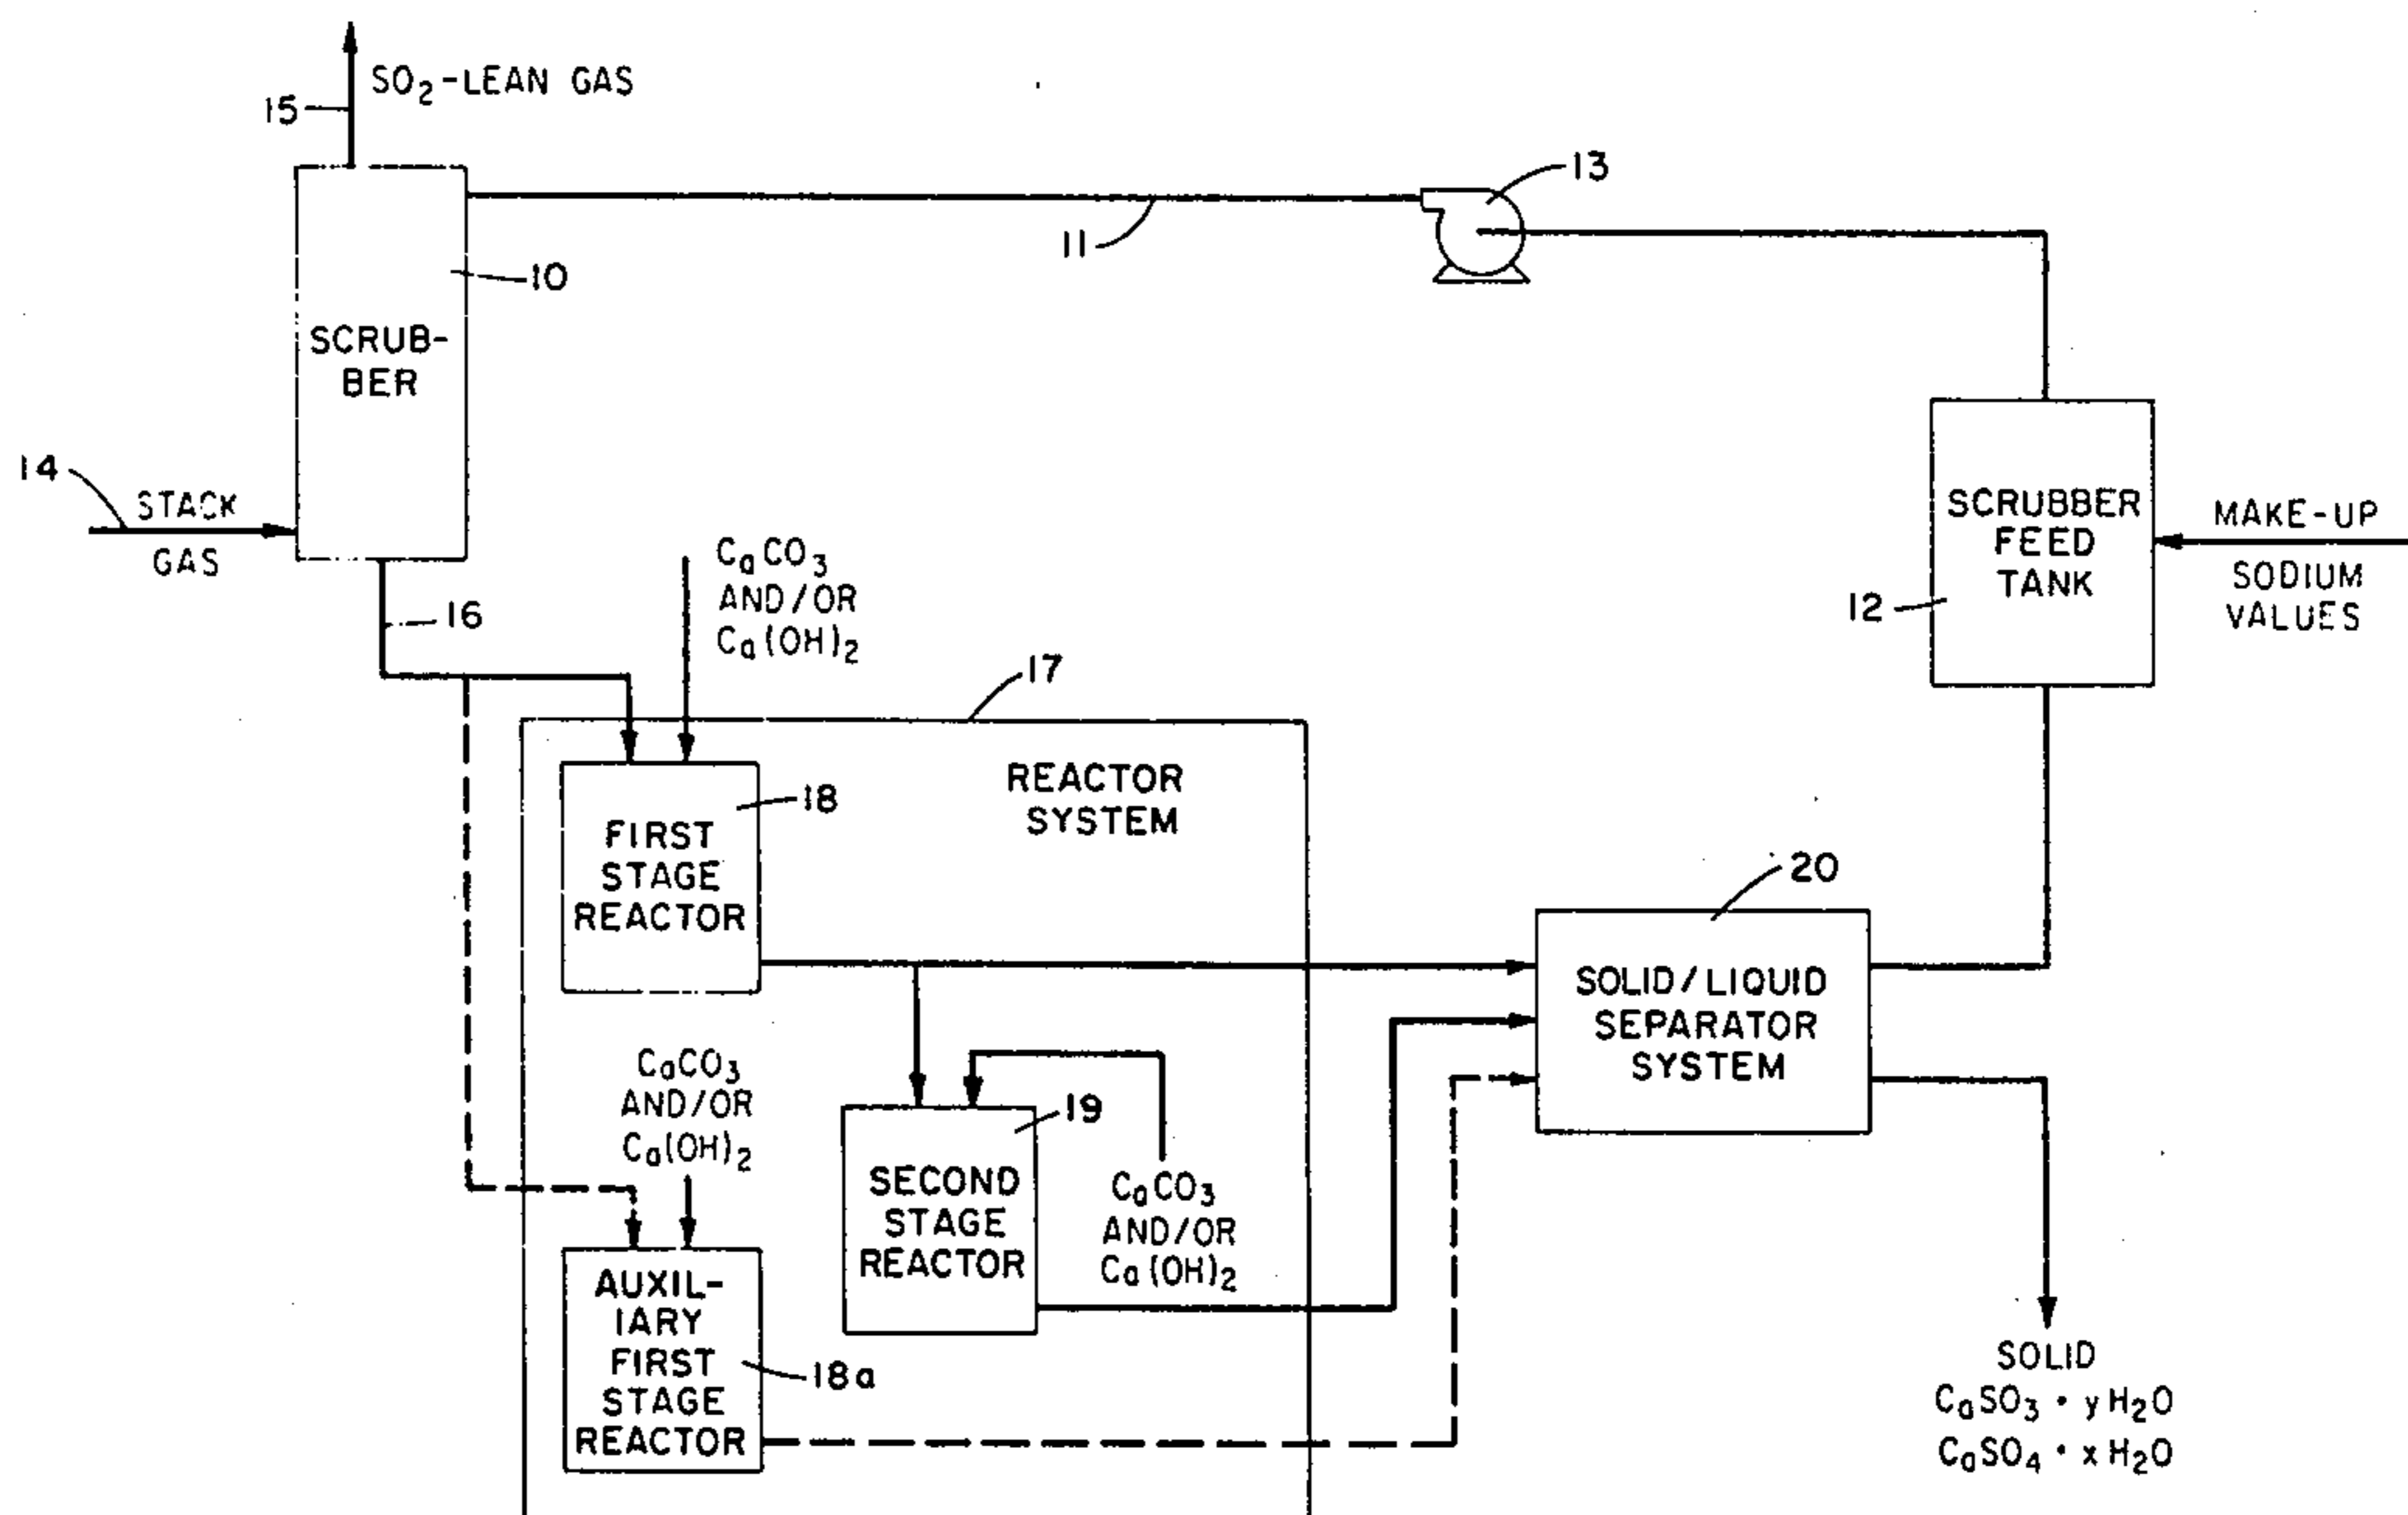 SO₂-LEAN GAS
15
13
11
10
SCRUB-
BER
14
STACK
GAS
SCRUBBER
FEED
TANK
MAKE-UP
SODIUM
VALUES
12
16
CaCO₃
AND/OR
Ca(OH)₂
17
REACTOR
SYSTEM
18
FIRST
STAGE
REACTOR
20
SOLID/LIQUID
SEPARATOR
SYSTEM
CaCO₃
AND/OR
Ca(OH)₂
19
SECOND
STAGE
REACTOR
CaCO₃
AND/OR
Ca(OH)₂
AUXIL-
IARY
FIRST
STAGE
REACTOR
18a
SOLID
CaSO₃ • yH₂O
CaSO₄ • xH₂O